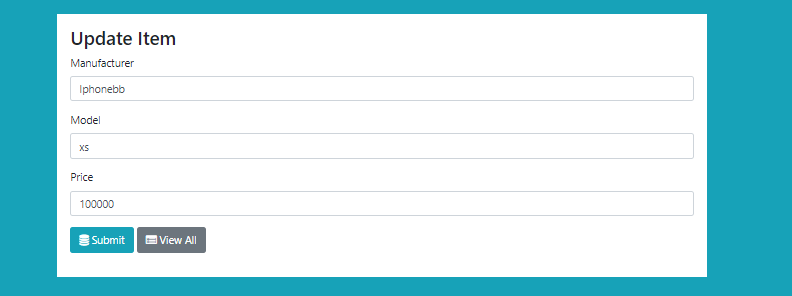 Update Item
Manufacturer
Iphonebb
Model
xs
Price
100000
Submit View All